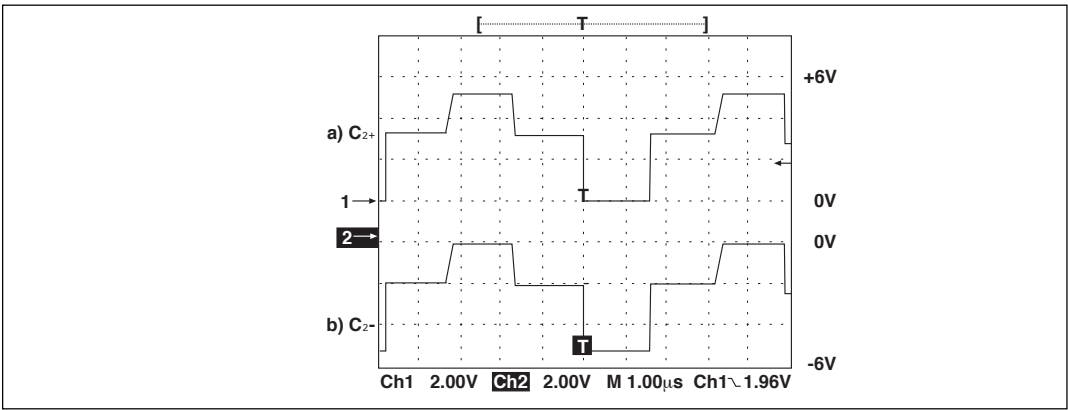 [ T ]
+6V
a) C2+
T
1→ 0V
2→ 0V
b) C2-
T
-6V
Ch1 2.00V Ch2 2.00V M 1.00µs Ch1 1.96V